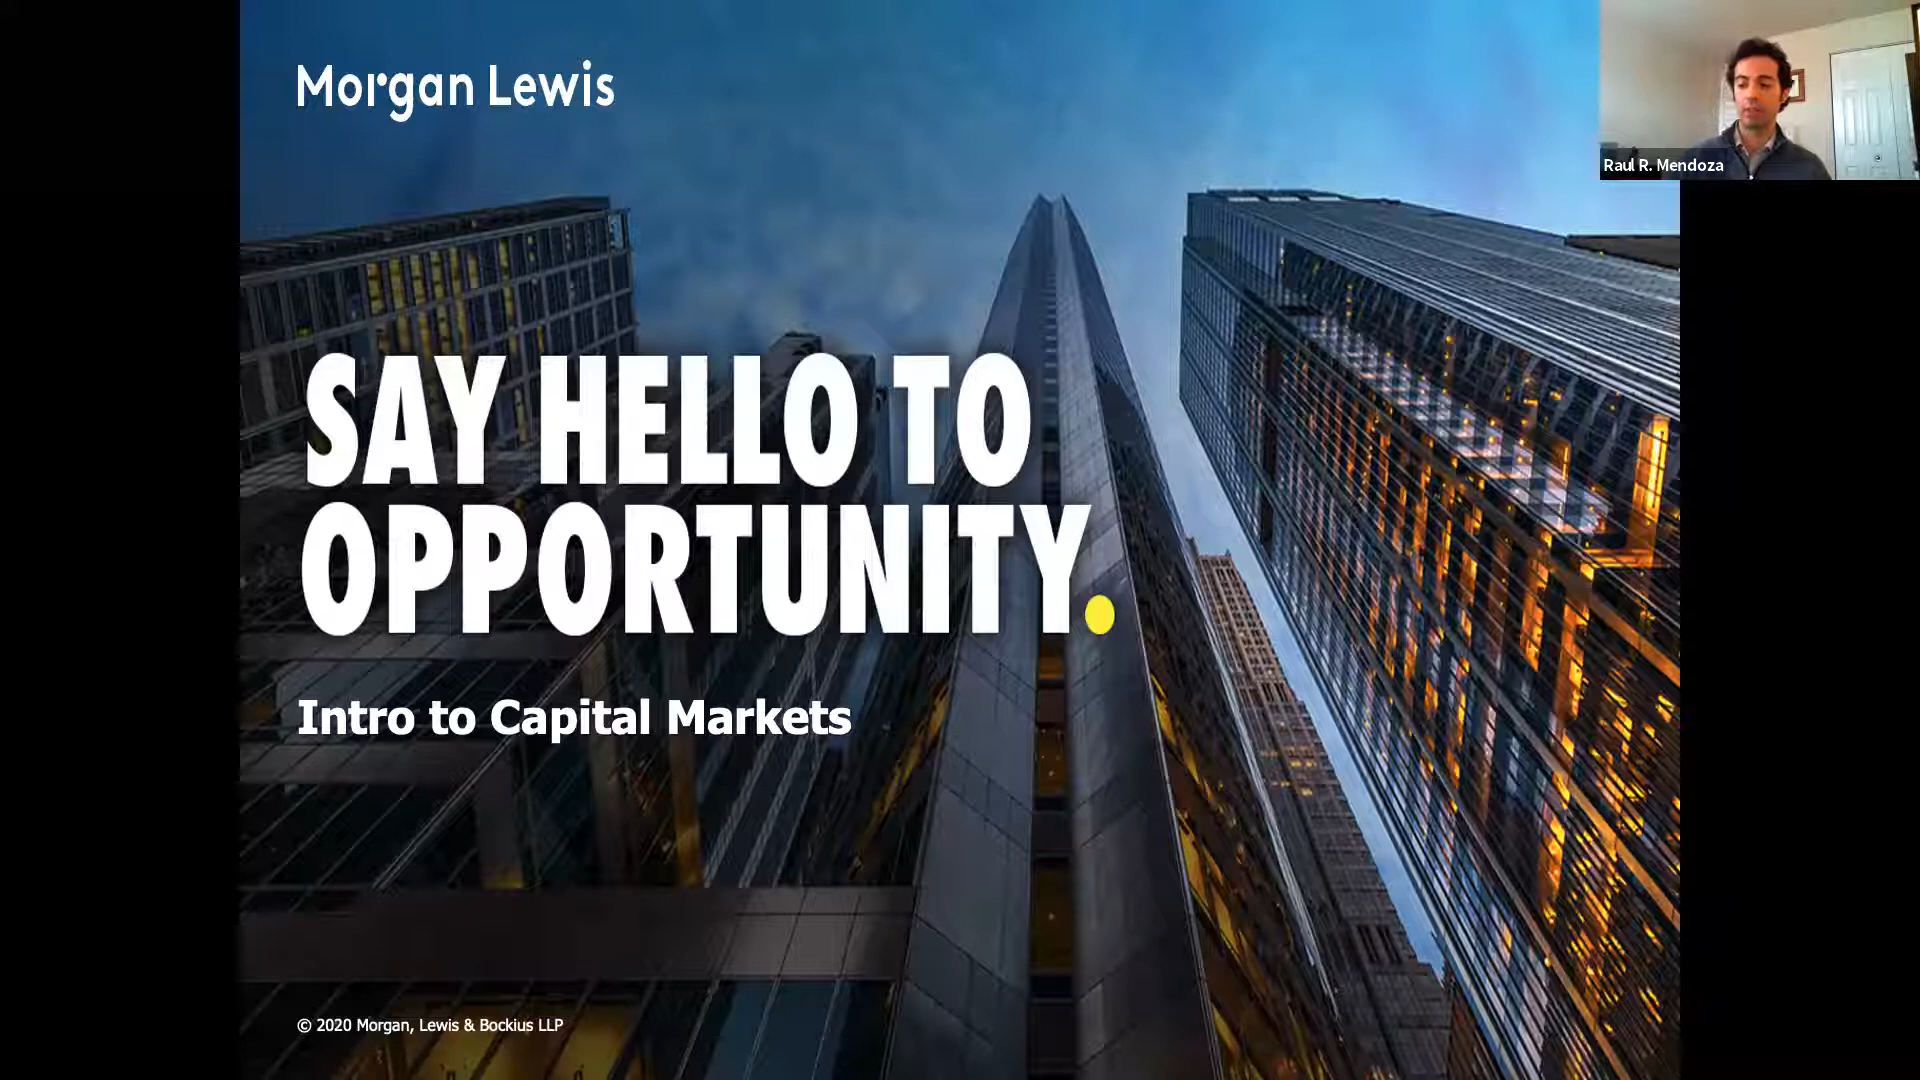 Morgan Lewis
Raul R. Mendoza
SAY HELLO TO
OPPORTUNITY.
Intro to Capital Markets
© 2020 Morgan, Lewis & Bockius LLP